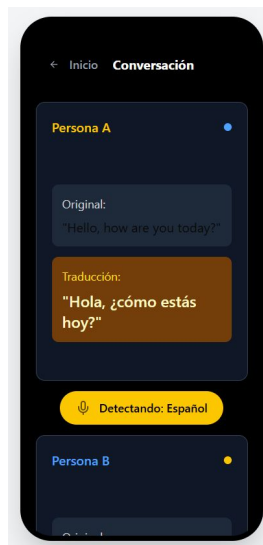 ← Inicio Conversación
Persona A
Original:
"Hello, how are you today?"
Traducción:
"Hola, ¿cómo estás
hoy?"
Detectando: Español
Persona B